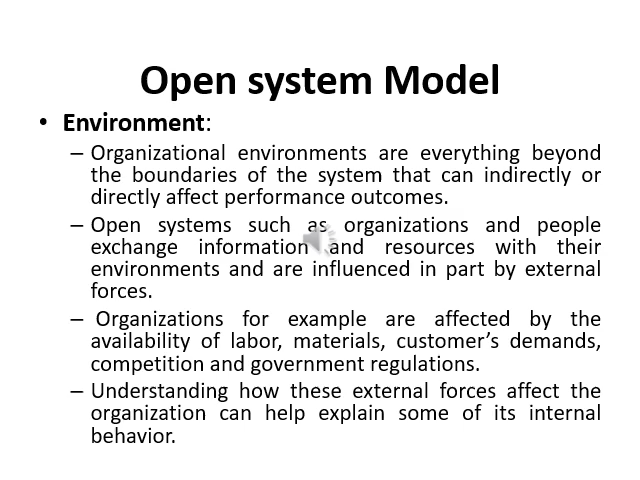 Open system Model
• Environment:
– Organizational environments are everything beyond
the boundaries of the system that can indirectly or
directly affect performance outcomes.
– Open systems such as organizations and people
exchange information and resources with their
environments and are influenced in part by external
forces.
– Organizations for example are affected by the
availability of labor, materials, customer’s demands,
competition and government regulations.
– Understanding how these external forces affect the
organization can help explain some of its internal
behavior.